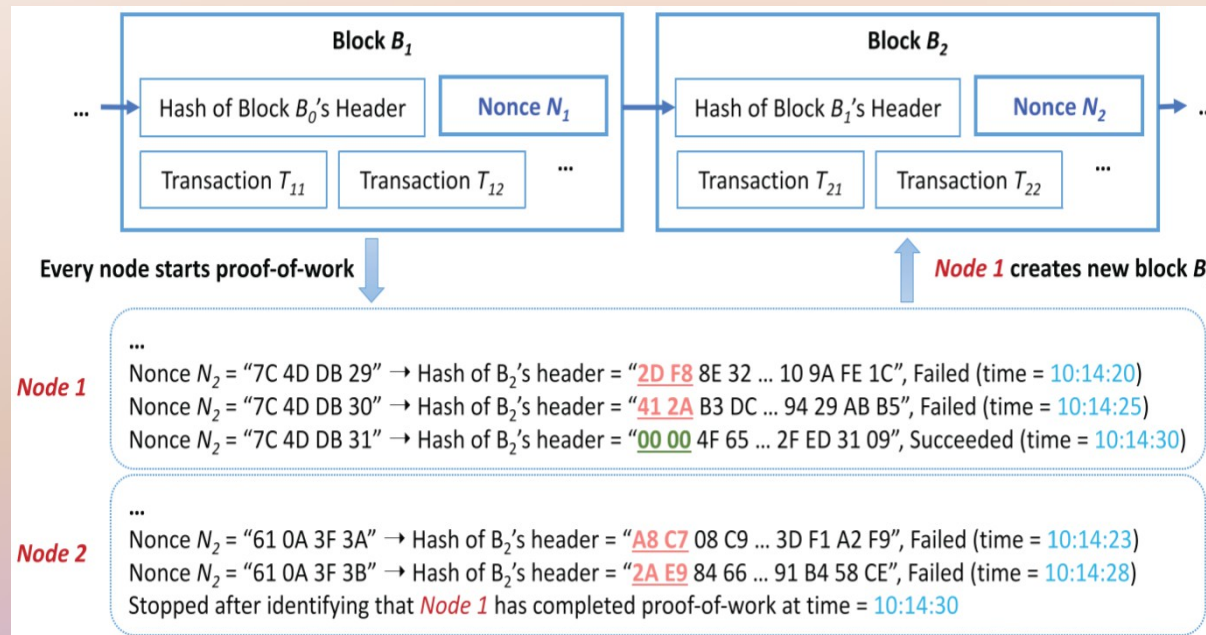 Block B₁
Block B₂
... Hash of Block B₀'s Header Nonce N₁ Hash of Block B₁'s Header Nonce N₂ ..
Transaction T₁₁ Transaction T₁₂ ... Transaction T₂₁ Transaction T₂₂ ...
Every node starts proof-of-work
Node 1 creates new block B
...
Node 1
Nonce N₂ = “7C 4D DB 29” → Hash of B₂'s header = “2D F8 8E 32 ... 10 9A FE 1C”, Failed (time = 10:14:20)
Nonce N₂ = “7C 4D DB 30” → Hash of B₂'s header = “41 2A B3 DC ... 94 29 AB B5”, Failed (time = 10:14:25)
Nonce N₂ = “7C 4D DB 31” → Hash of B₂'s header = “00 00 4F 65 ... 2F ED 31 09”, Succeeded (time = 10:14:30)
...
Node 2
Nonce N₂ = “61 0A 3F 3A” → Hash of B₂'s header = “A8 C7 08 C9 ... 3D F1 A2 F9”, Failed (time = 10:14:23)
Nonce N₂ = “61 0A 3F 3B” → Hash of B₂'s header = “2A E9 84 66 ... 91 B4 58 CE”, Failed (time = 10:14:28)
Stopped after identifying that Node 1 has completed proof-of-work at time = 10:14:30